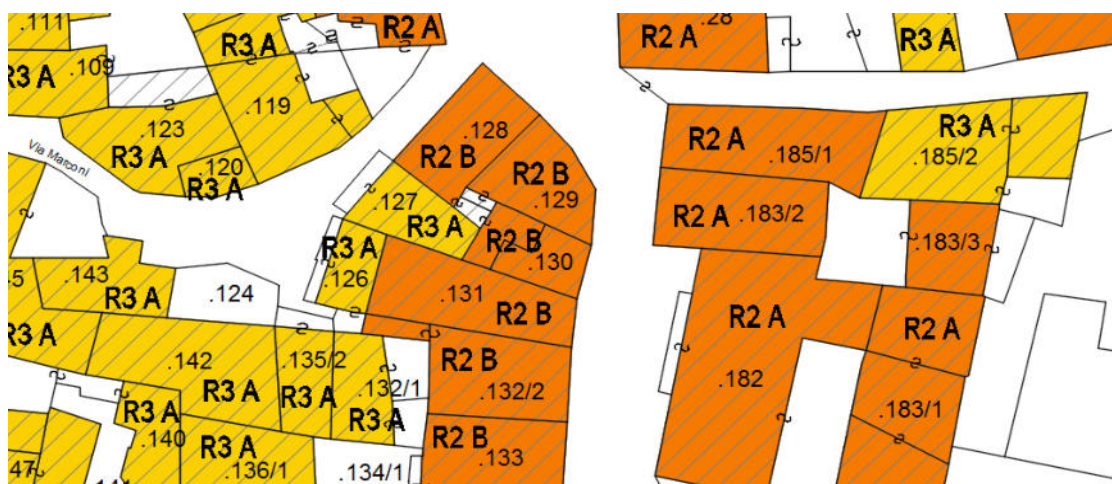 .111
R2 A
.28
R2 A
R3 A
R3 A
R3 A
.109
.119
.123
R3 A
.120
R3 A
Via Marconi
.128
R2 B
R2 B
.129
.127
R3 A
R3 A
.126
R2 B
.130
R2 A
.185/1
R3 A
.185/2
R2 A
.183/2
.183/3
.143
R3 A
.124
.131
R2 B
R3 A
.142
R3 A
.135/2
R3 A
.132/1
R3 A
R2 B
.132/2
R2 A
.182
R2 A
.183/1
R3 A
.140
R3 A
.136/1
.134/1
R2 B
.133